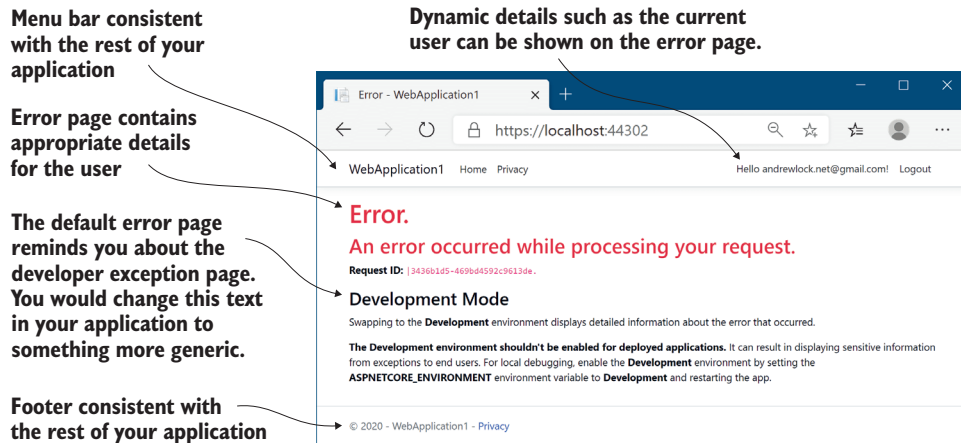 Menu bar consistent
with the rest of your
application
Dynamic details such as the current
user can be shown on the error page.
Error page contains
appropriate details
for the user
The default error page
reminds you about the
developer exception page.
You would change this text
in your application to
something more generic.
Footer consistent with
the rest of your application
Error - WebApplication1
https://localhost:44302
WebApplication1 Home Privacy Hello andrewlock.net@gmail.com! Logout
Error.
An error occurred while processing your request.
Request ID: |3436b1d5-469bd4592c9613de.
Development Mode
Swapping to the Development environment displays detailed information about the error that occurred.
The Development environment shouldn't be enabled for deployed applications. It can result in displaying sensitive information
from exceptions to end users. For local debugging, enable the Development environment by setting the
ASPNETCORE_ENVIRONMENT environment variable to Development and restarting the app.
© 2020 - WebApplication1 - Privacy